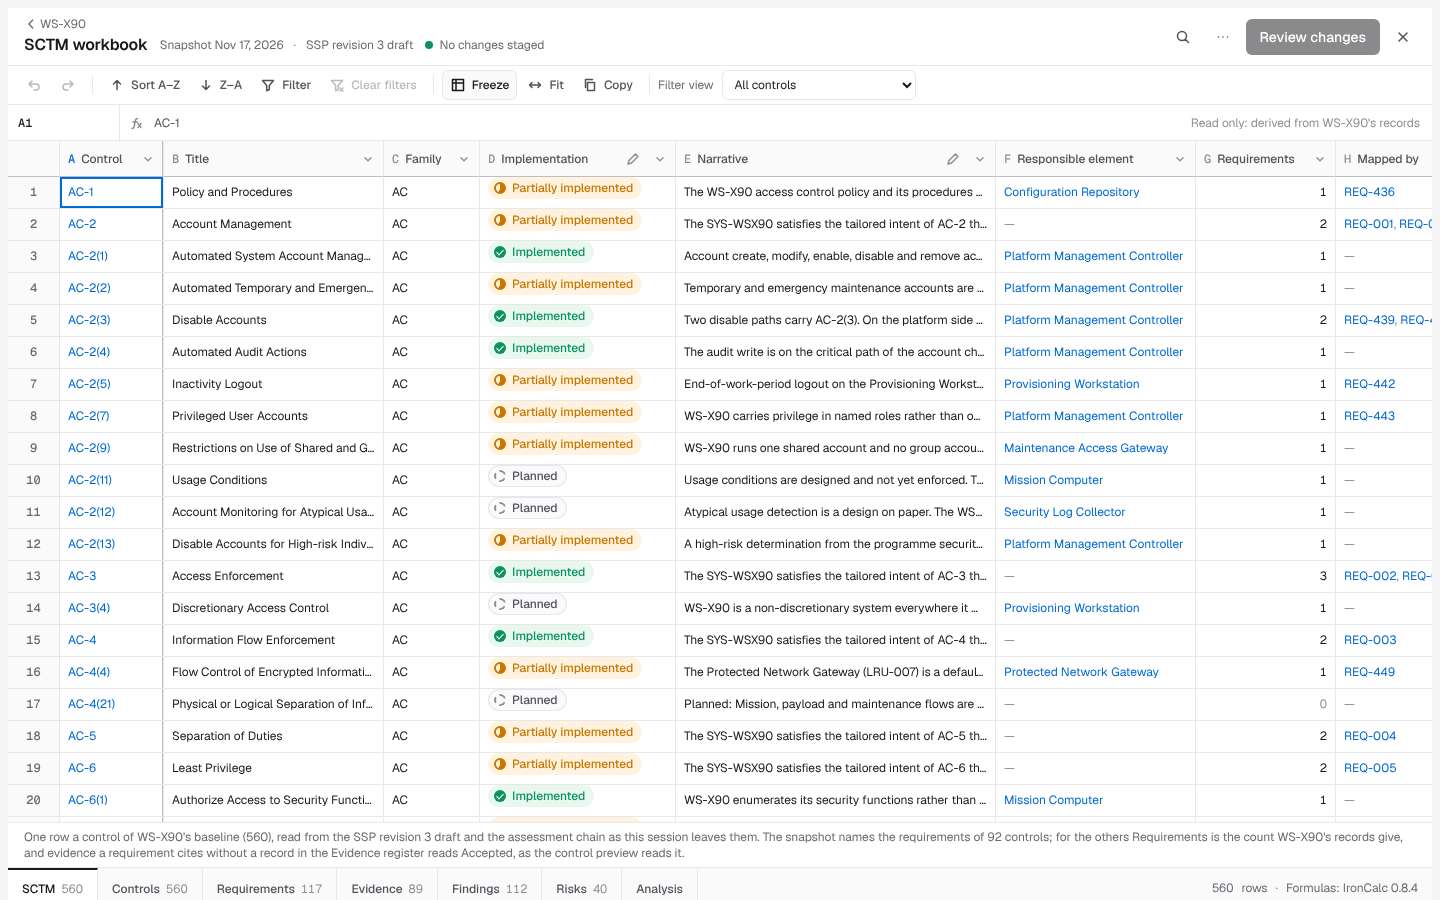 WS-X90
SCTM workbook Snapshot Nov 17, 2026 · SSP revision 3 draft No changes staged ··· Review changes
Sort A–Z Z–A Filter Clear filters Freeze Fit Copy Filter view All controls
A1 fx AC-1 Read only: derived from WS-X90's records
A Control B Title C Family D Implementation E Narrative F Responsible element G Requirements H Mapped by
1 AC-1 Policy and Procedures AC Partially implemented The WS-X90 access control policy and its procedures … Configuration Repository 1 REQ-436
2 AC-2 Account Management AC Partially implemented The SYS-WSX90 satisfies the tailored intent of AC-2 th… — 2 REQ-001, REQ-
3 AC-2(1) Automated System Account Manag… AC Implemented Account create, modify, enable, disable and remove ac… Platform Management Controller 1 —
4 AC-2(2) Automated Temporary and Emergen… AC Partially implemented Temporary and emergency maintenance accounts are … Platform Management Controller 1 —
5 AC-2(3) Disable Accounts AC Implemented Two disable paths carry AC-2(3). On the platform side … Platform Management Controller 2 REQ-439, REQ-
6 AC-2(4) Automated Audit Actions AC Implemented The audit write is on the critical path of the account ch… Platform Management Controller 1 —
7 AC-2(5) Inactivity Logout AC Partially implemented End-of-work-period logout on the Provisioning Workst… Provisioning Workstation 1 REQ-442
8 AC-2(7) Privileged User Accounts AC Partially implemented WS-X90 carries privilege in named roles rather than o… Platform Management Controller 1 REQ-443
9 AC-2(9) Restrictions on Use of Shared and G… AC Partially implemented WS-X90 runs one shared account and no group accou… Maintenance Access Gateway 1 —
10 AC-2(11) Usage Conditions AC Planned Usage conditions are designed and not yet enforced. T… Mission Computer 1 —
11 AC-2(12) Account Monitoring for Atypical Usa… AC Planned Atypical usage detection is a design on paper. The WS… Security Log Collector 1 —
12 AC-2(13) Disable Accounts for High-risk Indiv… AC Partially implemented A high-risk determination from the programme securit… Platform Management Controller 1 —
13 AC-3 Access Enforcement AC Implemented The SYS-WSX90 satisfies the tailored intent of AC-3 th… — 3 REQ-002, REQ-
14 AC-3(4) Discretionary Access Control AC Planned WS-X90 is a non-discretionary system everywhere it … Provisioning Workstation 1 —
15 AC-4 Information Flow Enforcement AC Implemented The SYS-WSX90 satisfies the tailored intent of AC-4 th… — 2 REQ-003
16 AC-4(4) Flow Control of Encrypted Informati… AC Partially implemented The Protected Network Gateway (LRU-007) is a defaul… Protected Network Gateway 1 REQ-449
17 AC-4(21) Physical or Logical Separation of Inf… AC Planned Planned: Mission, payload and maintenance flows are … — 0 —
18 AC-5 Separation of Duties AC Partially implemented The SYS-WSX90 satisfies the tailored intent of AC-5 th… — 2 REQ-004
19 AC-6 Least Privilege AC Partially implemented The SYS-WSX90 satisfies the tailored intent of AC-6 th… — 2 REQ-005
20 AC-6(1) Authorize Access to Security Functi… AC Implemented WS-X90 enumerates its security functions rather than … Mission Computer 1 —
One row a control of WS-X90's baseline (560), read from the SSP revision 3 draft and the assessment chain as this session leaves them. The snapshot names the requirements of 92 controls; for the others Requirements is the count WS-X90's records give,
and evidence a requirement cites without a record in the Evidence register reads Accepted, as the control preview reads it.
SCTM 560 Controls 560 Requirements 117 Evidence 89 Findings 112 Risks 40 Analysis 560 rows · Formulas: IronCalc 0.8.4